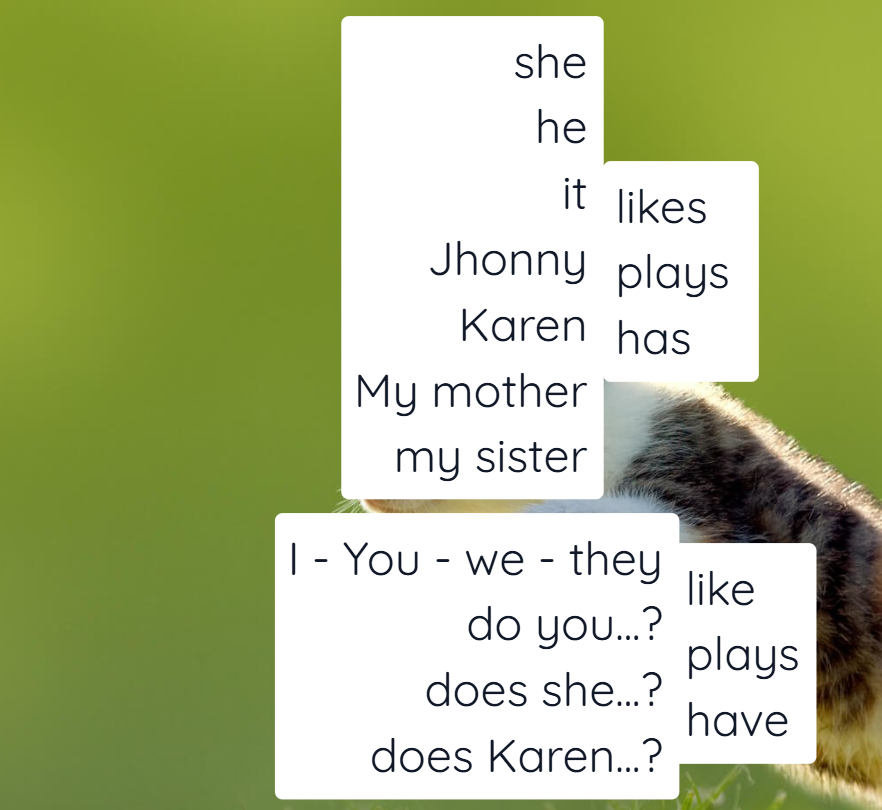 she
he
it
Jhonny
Karen
My mother
my sister
likes
plays
has
I - You - we - they
do you...?
does she...?
does Karen...?
like
plays
have